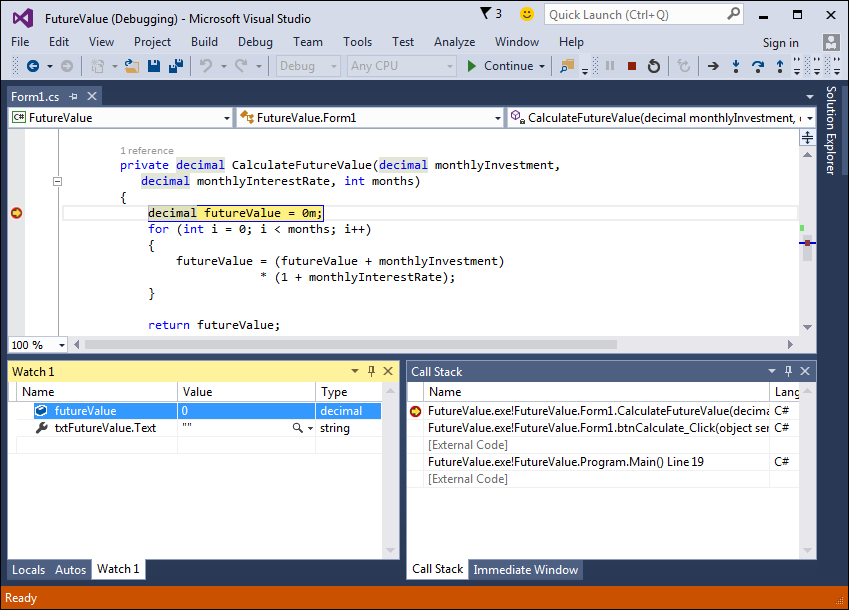 FutureValue (Debugging) - Microsoft Visual Studio
3
Quick Launch (Ctrl+Q)
File Edit View Project Build Debug Team Tools Test Analyze Window Help
Sign in
Debug Any CPU Continue
Form1.cs
Solution Explorer
C# FutureValue FutureValue.Form1 CalculateFutureValue(decimal monthlyInvestment,
1 reference
private decimal CalculateFutureValue(decimal monthlyInvestment,
decimal monthlyInterestRate, int months)
{
decimal futureValue = 0m;
for (int i = 0; i < months; i++)
{
futureValue = (futureValue + monthlyInvestment)
* (1 + monthlyInterestRate);
}
return futureValue;
100 %
Watch 1
Name Value Type
futureValue 0 decimal
txtFutureValue.Text "" string
Locals Autos Watch 1
Call Stack
Name Lang
FutureValue.exe!FutureValue.Form1.CalculateFutureValue(decima C#
FutureValue.exe!FutureValue.Form1.btnCalculate_Click(object ser C#
[External Code]
FutureValue.exe!FutureValue.Program.Main() Line 19 C#
[External Code]
Call Stack Immediate Window
Ready